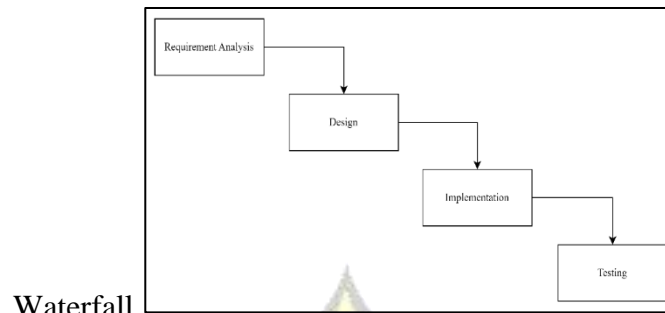 Requirement Analysis
Design
Implementation
Testing
Waterfall